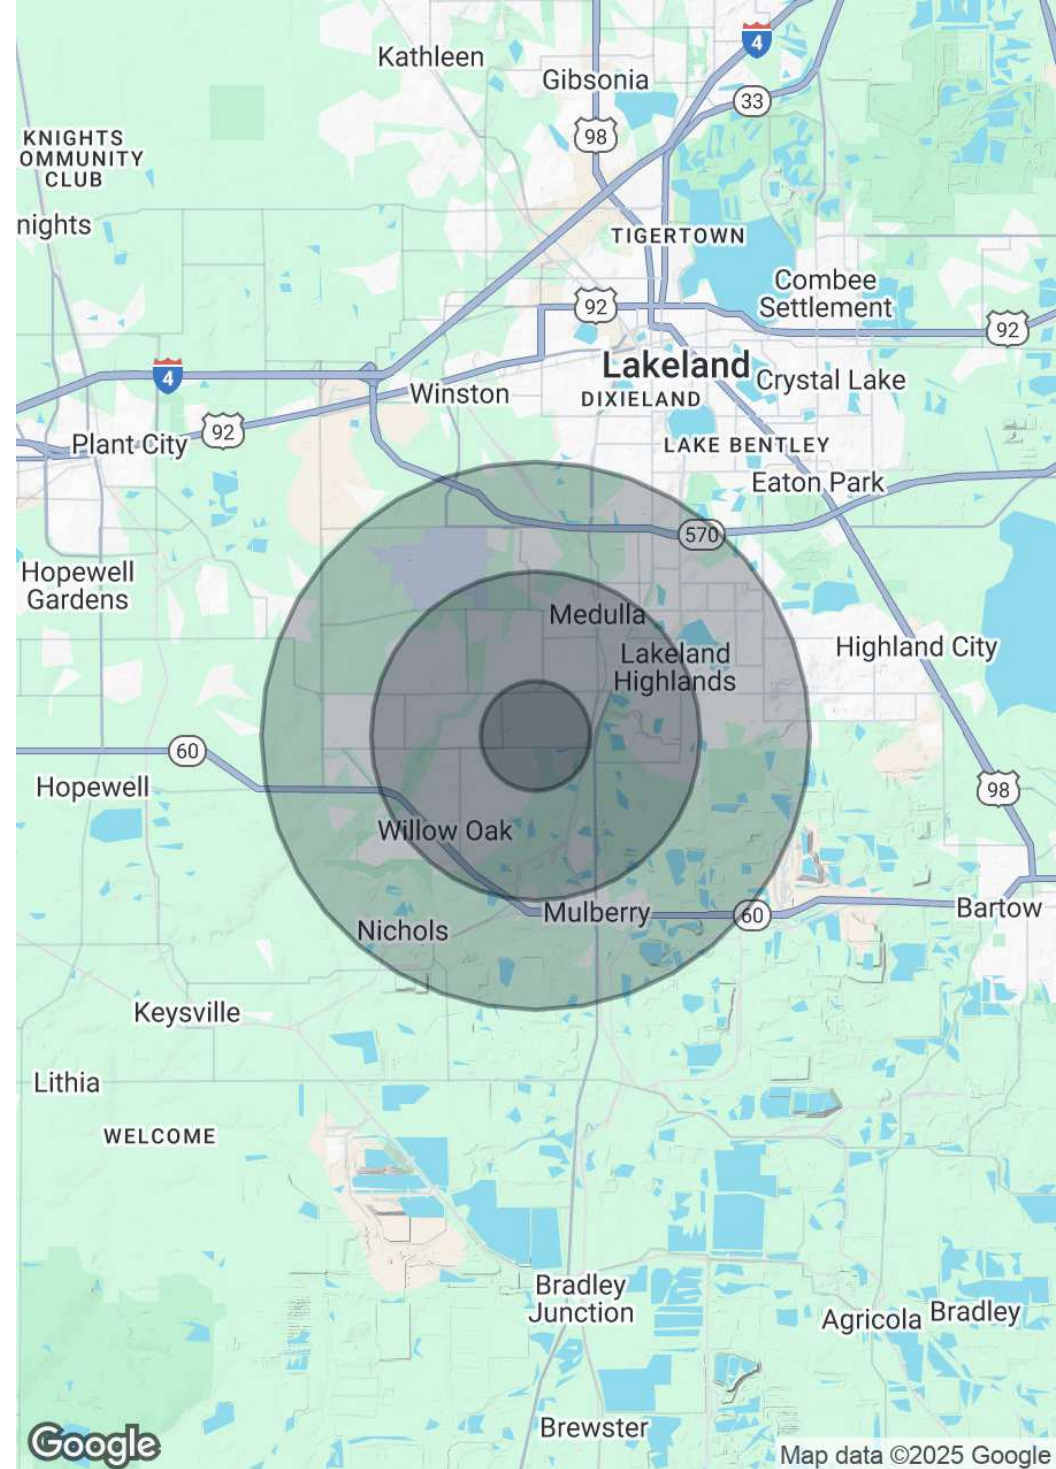 Kathleen
4
Gibsonia
33
98
KNIGHTS
OMMUNITY
CLUB
nights
TIGERTOWN
Combee
Settlement
92
92
Lakeland
4
Winston
DIXIELAND
Crystal Lake
92
Plant City
LAKE BENTLEY
Eaton Park
570
Hopewell
Gardens
Medulla
Lakeland
Highlands
Highland City
60
Hopewell
98
Willow Oak
Mulberry
60
Bartow
Nichols
Keysville
Lithia
WELCOME
Bradley
Junction
Agricola
Bradley
Brewster
Google
Map data ©2025 Google